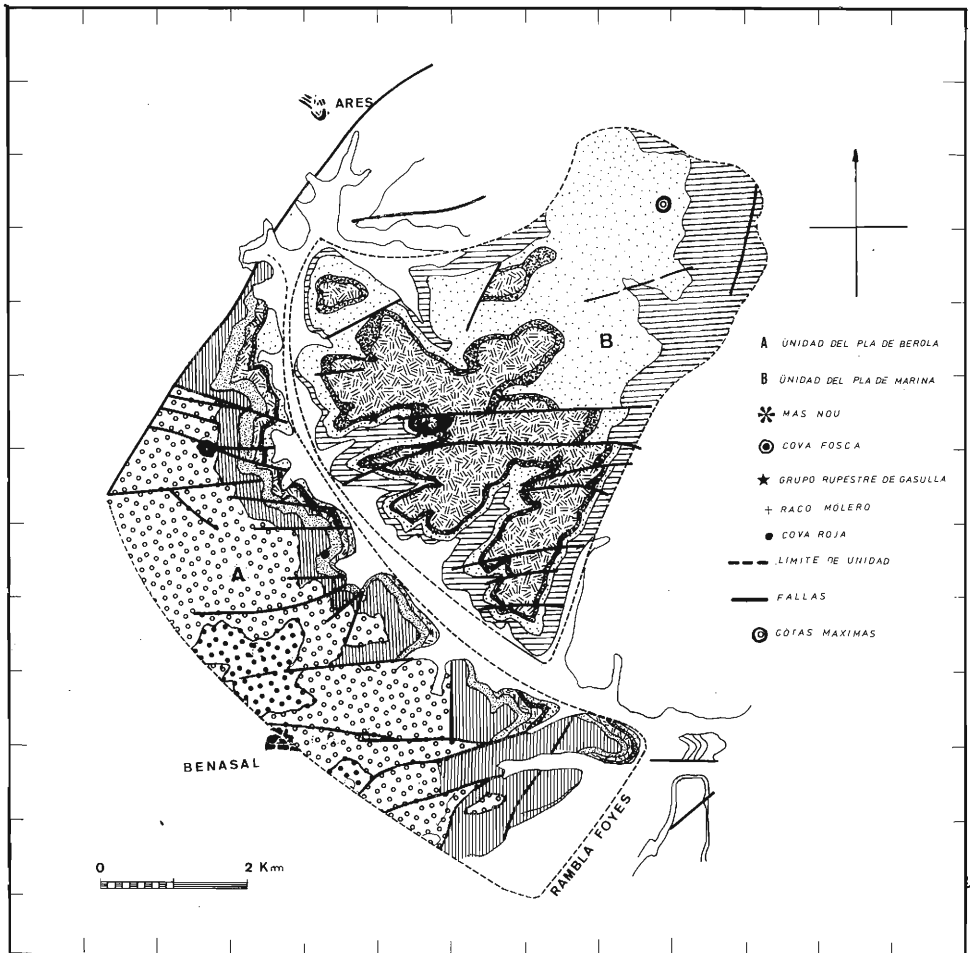 ARES
B
A ÚNIDAD DEL PLA DE BEROLA
B ÚNIDAD DEL PLA DE MARINA
MAS NOU
COVA FOSCA
GRUPO RUPESTRE DE GASULLA
RACO MOLERO
COVA ROJA
LIMITE DE UNIDAD
FALLAS
COTAS MAXIMAS
A
BENASAL
RAMBLA FOYES
0 2 Km